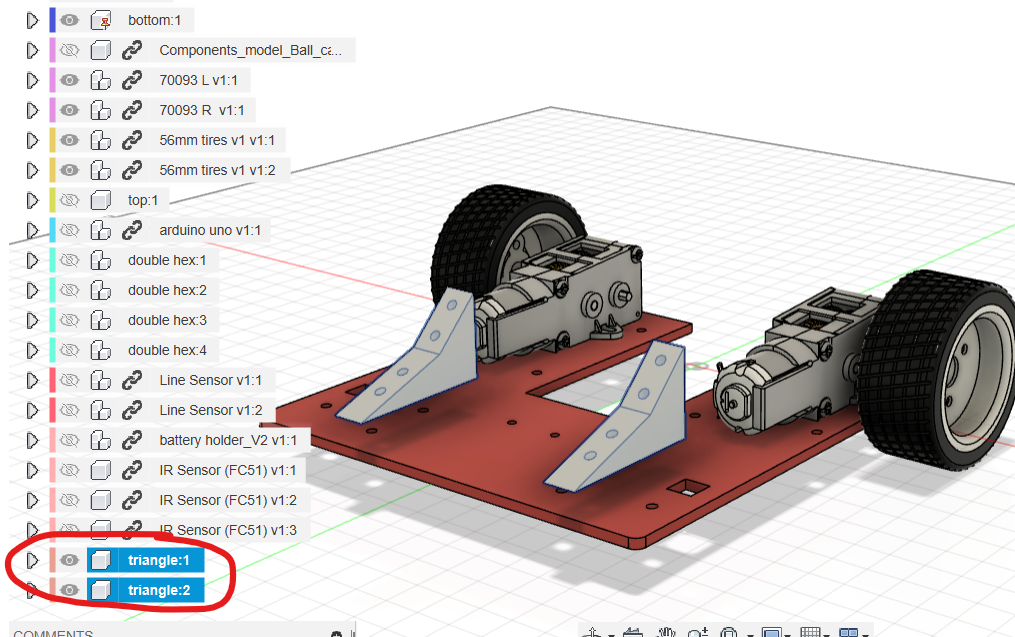 bottom:1
Components_model_Ball_ca...
70093 L v1:1
70093 R v1:1
56mm tires v1 v1:1
56mm tires v1 v1:2
top:1
arduino uno v1:1
double hex:1
double hex:2
double hex:3
double hex:4
Line Sensor v1:1
Line Sensor v1:2
battery holder_V2 v1:1
IR Sensor (FC51) v1:1
IR Sensor (FC51) v1:2
IR Sensor (FC51) v1:3
triangle:1
triangle:2
COMMENTS